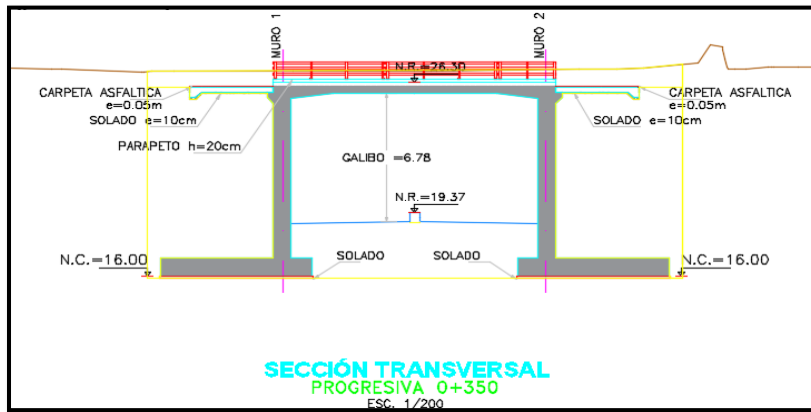 MURO 1
MURO 2
N.R.=26.30
CARPETA ASFALTICA
e=0.05m
SOLADO e=10cm
PARAPETO h=20cm
CARPETA ASFALTICA
e=0.05m
SOLADO e=10cm
GALIBO =6.78
N.R.=19.37
N.C.=16.00
SOLADO
SOLADO
N.C.=16.00
SECCIÓN TRANSVERSAL
PROGRESIVA 0+350
ESC. 1/200